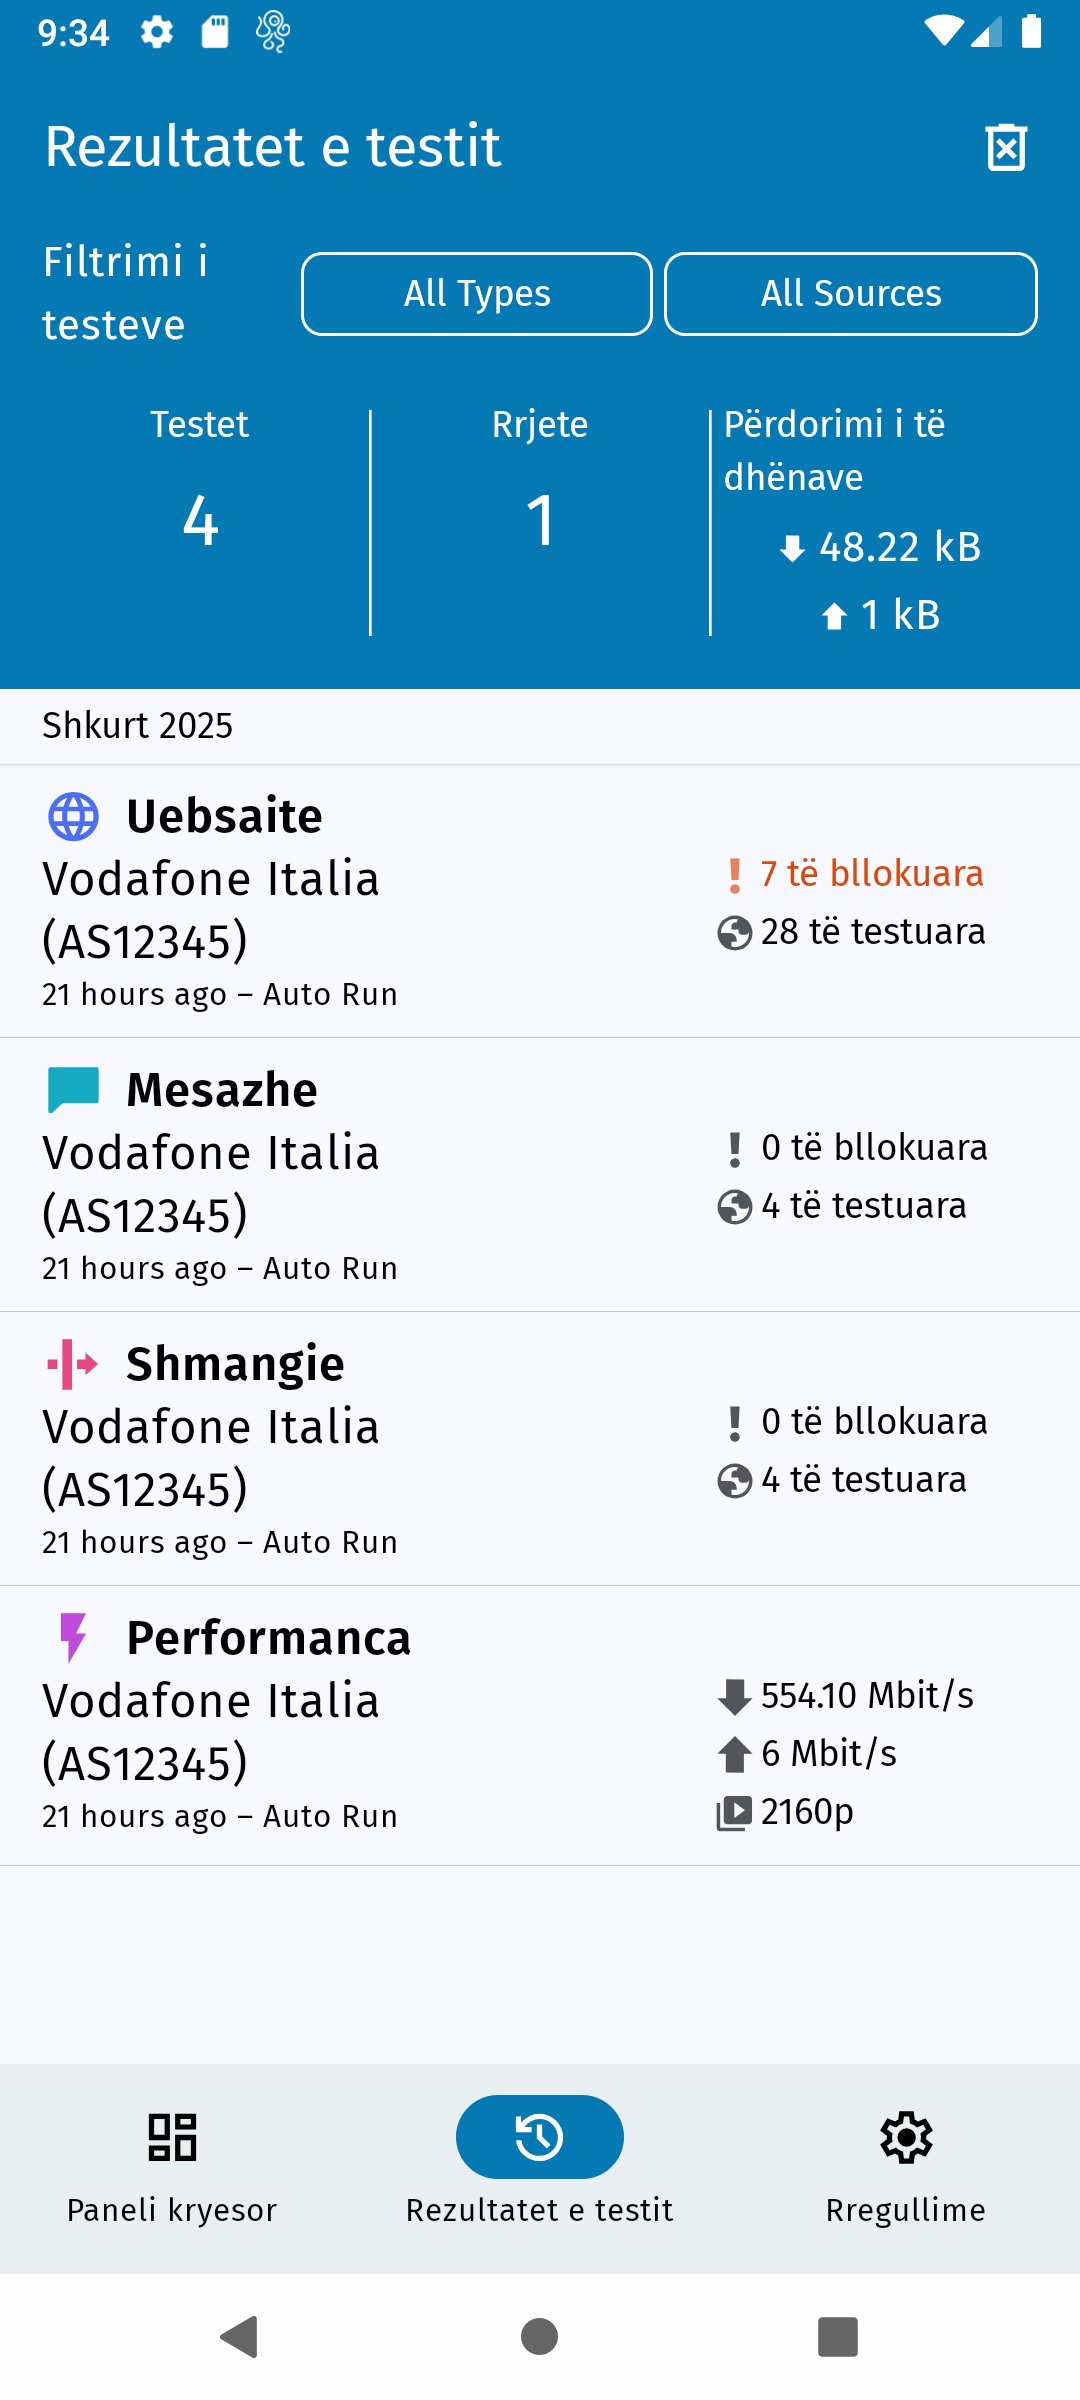 9:34
Rezultatet e testit
Filtrimi i
testeve
All Types
All Sources
Testet
4
Rrjete
1
Përdorimi i të
dhënave
48.22 kB
1 kB
Shkurt 2025
Uebsaite
Vodafone Italia
(AS12345)
21 hours ago – Auto Run
7 të bllokuara
28 të testuara
Mesazhe
Vodafone Italia
(AS12345)
21 hours ago – Auto Run
0 të bllokuara
4 të testuara
Shmangie
Vodafone Italia
(AS12345)
21 hours ago – Auto Run
0 të bllokuara
4 të testuara
Performanca
Vodafone Italia
(AS12345)
21 hours ago – Auto Run
554.10 Mbit/s
6 Mbit/s
2160p
Paneli kryesor
Rezultatet e testit
Rregullime